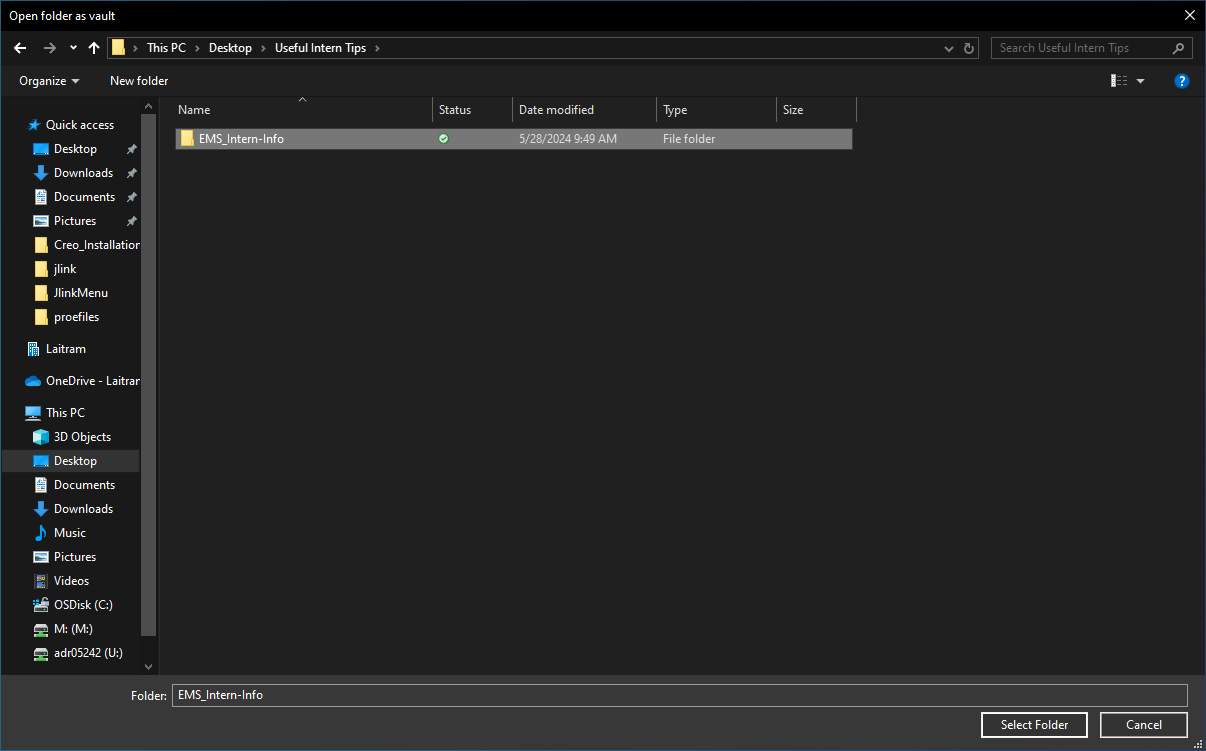 Open folder as vault
This PC Desktop Useful Intern Tips
Search Useful Intern Tips
Organize New folder
?
Name Status Date modified Type Size
EMS_Intern-Info 5/28/2024 9:49 AM File folder
Quick access
Desktop
Downloads
Documents
Pictures
Creo_Installation
jlink
JlinkMenu
proefiles
Laitram
OneDrive - Laitran
This PC
3D Objects
Desktop
Documents
Downloads
Music
Pictures
Videos
OSDisk (C:)
M: (M:)
adr05242 (U:)
Folder: EMS_Intern-Info
Select Folder Cancel